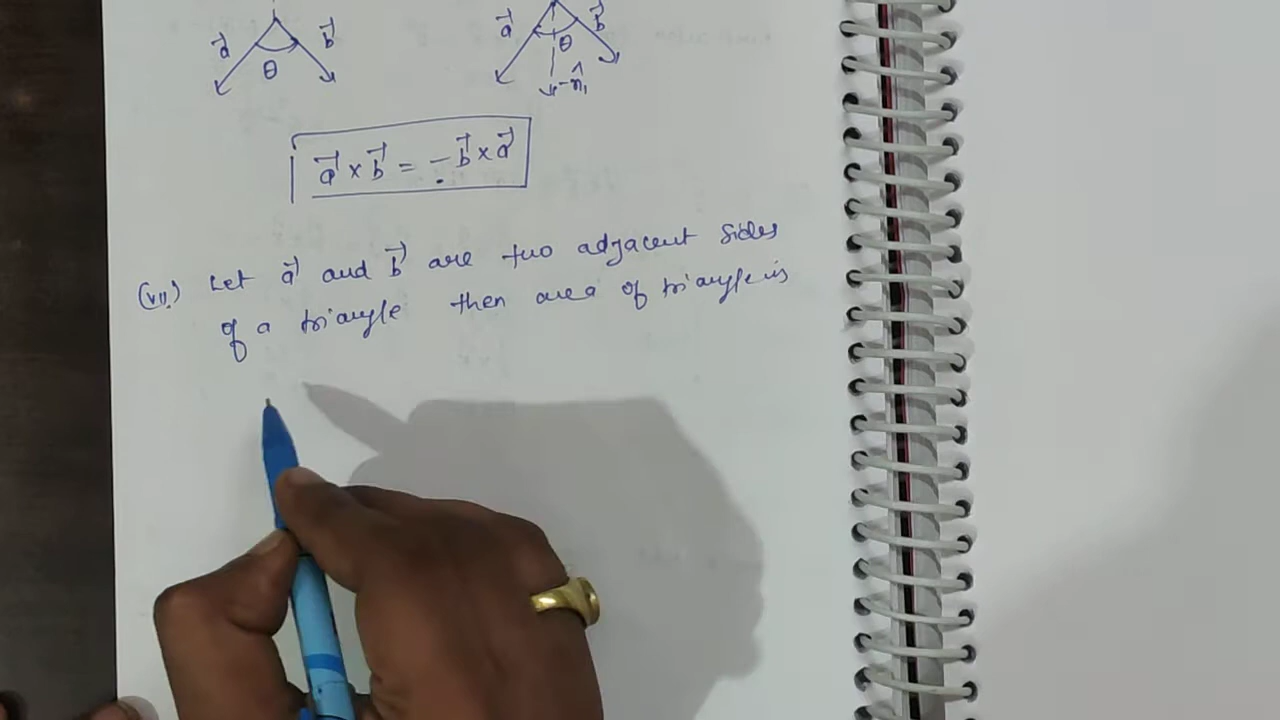 a⃗ b⃗ a⃗ b⃗
θ θ
-n̂₁
a⃗ × b⃗ = -b⃗ × a⃗
(vii) Let a⃗ and b⃗ are two adjacent sides
of a triangle then area of triangle is